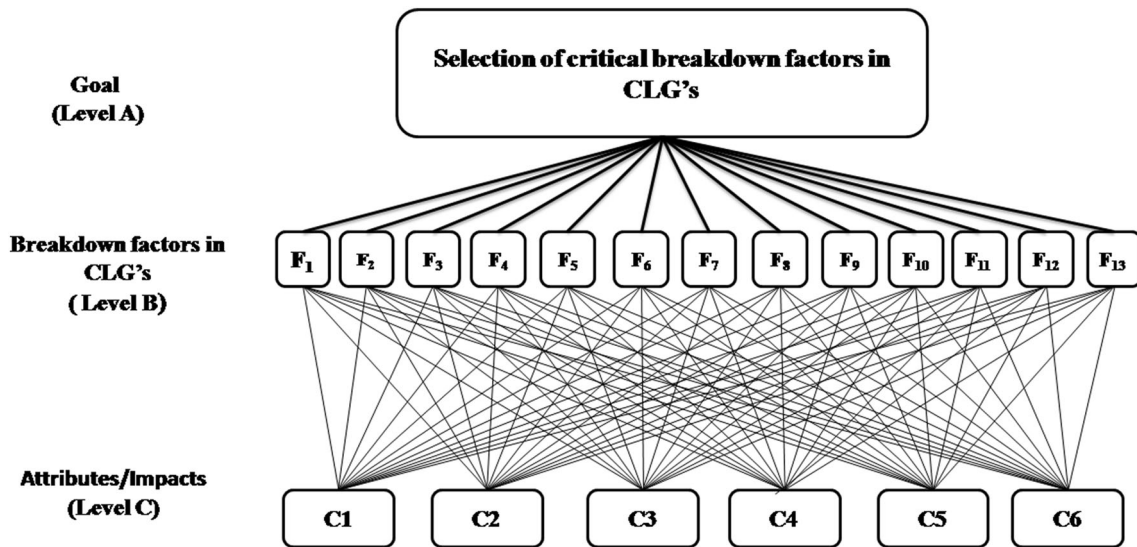 Selection of critical breakdown factors in
CLG's
Goal
(Level A)
Breakdown factors in
CLG's
( Level B)
F₁ F₂ F₃ F₄ F₅ F₆ F₇ F₈ F₉ F₁₀ F₁₁ F₁₂ F₁₃
Attributes/Impacts
(Level C)
C1 C2 C3 C4 C5 C6